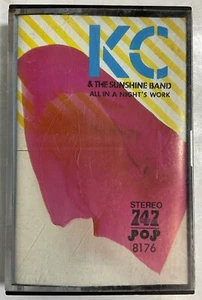 KC
& THE SUNSHINE BAND
ALL IN A NIGHT'S WORK
STEREO
747
POP
8176